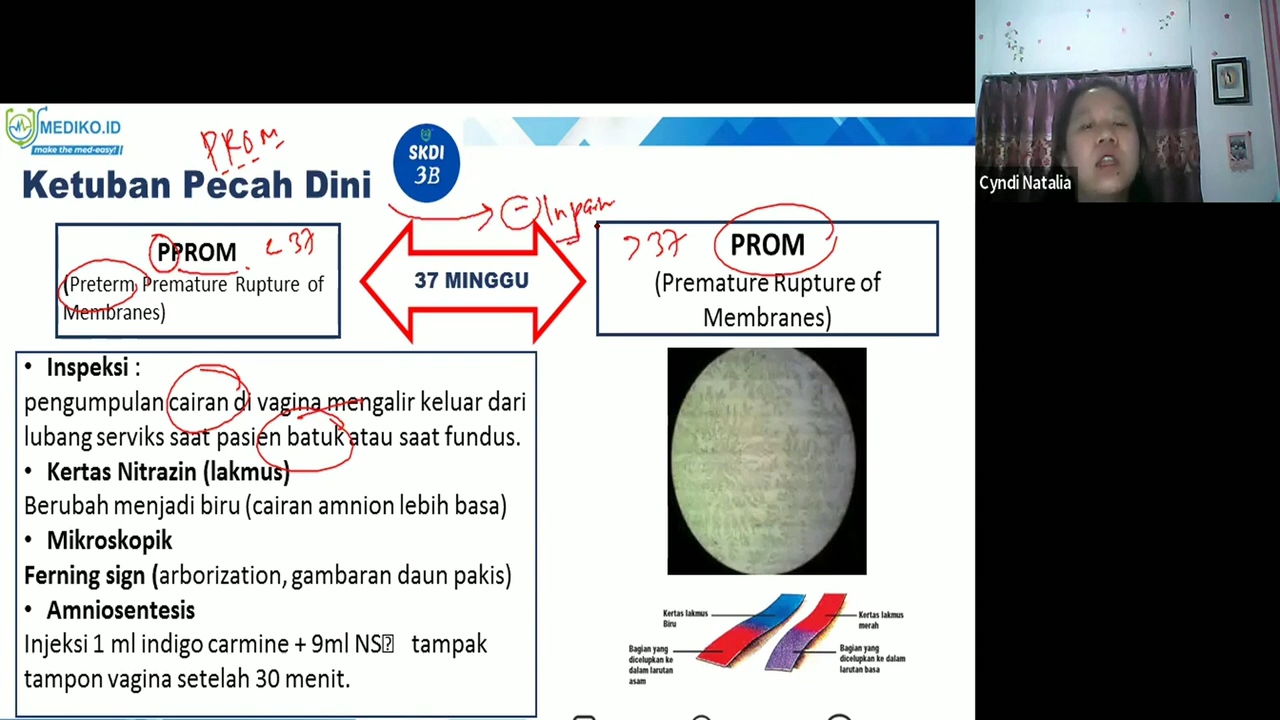 MEDIKO.ID
make the med-easy!
PROM
Ketuban Pecah Dini
SKDI
3B
PPROM < 37
(Preterm Premature Rupture of
Membranes)
37 MINGGU
> 37 PROM
(Premature Rupture of
Membranes)
• Inspeksi :
pengumpulan cairan di vagina mengalir keluar dari
lubang serviks saat pasien batuk atau saat fundus.
• Kertas Nitrazin (lakmus)
Berubah menjadi biru (cairan amnion lebih basa)
• Mikroskopik
Ferning sign (arborization, gambaran daun pakis)
• Amniosentesis
Injeksi 1 ml indigo carmine + 9ml NS tampak
tampon vagina setelah 30 menit.
Kertas lakmus
Biru
Kertas lakmus
merah
Bagian yang
dicelupkan ke
dalam larutan
asam
Bagian yang
dicelupkan ke dalam
larutan basa
Cyndi Natalia